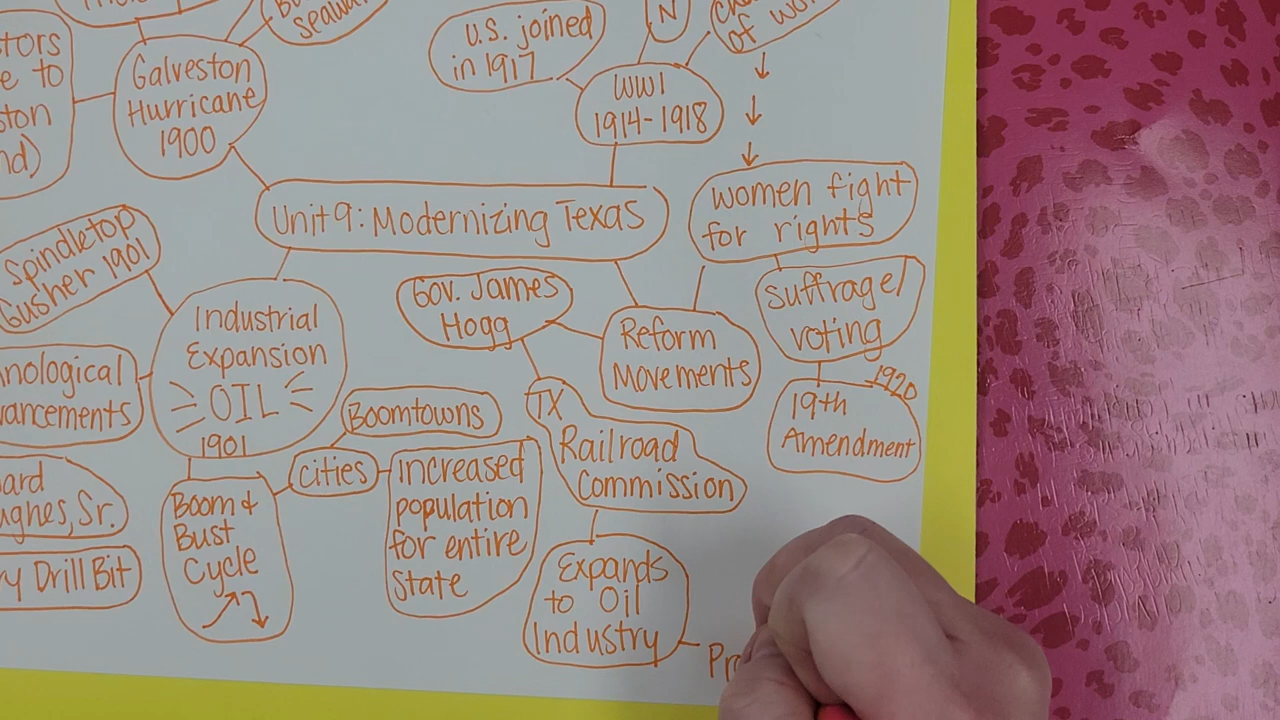 seawa
U.S. joined
in 1917
N
of wo
tors
e to
ston
nd)
Galveston
Hurricane
1900
WWI
1914-1918
Unit 9: Modernizing Texas
women fight
for rights
Spindletop
Gusher 1901
Gov. James
Hogg
suffrage/
voting
Industrial
Expansion
OIL
1901
Reform
Movements
nological
vancements
Boomtowns
TX
Railroad
Commission
1920
19th
Amendment
cities
Increased
population
for entire
state
ard
ughes, Sr.
Boom &
Bust
Cycle
ry Drill Bit
Expands
to Oil
Industry
Pr